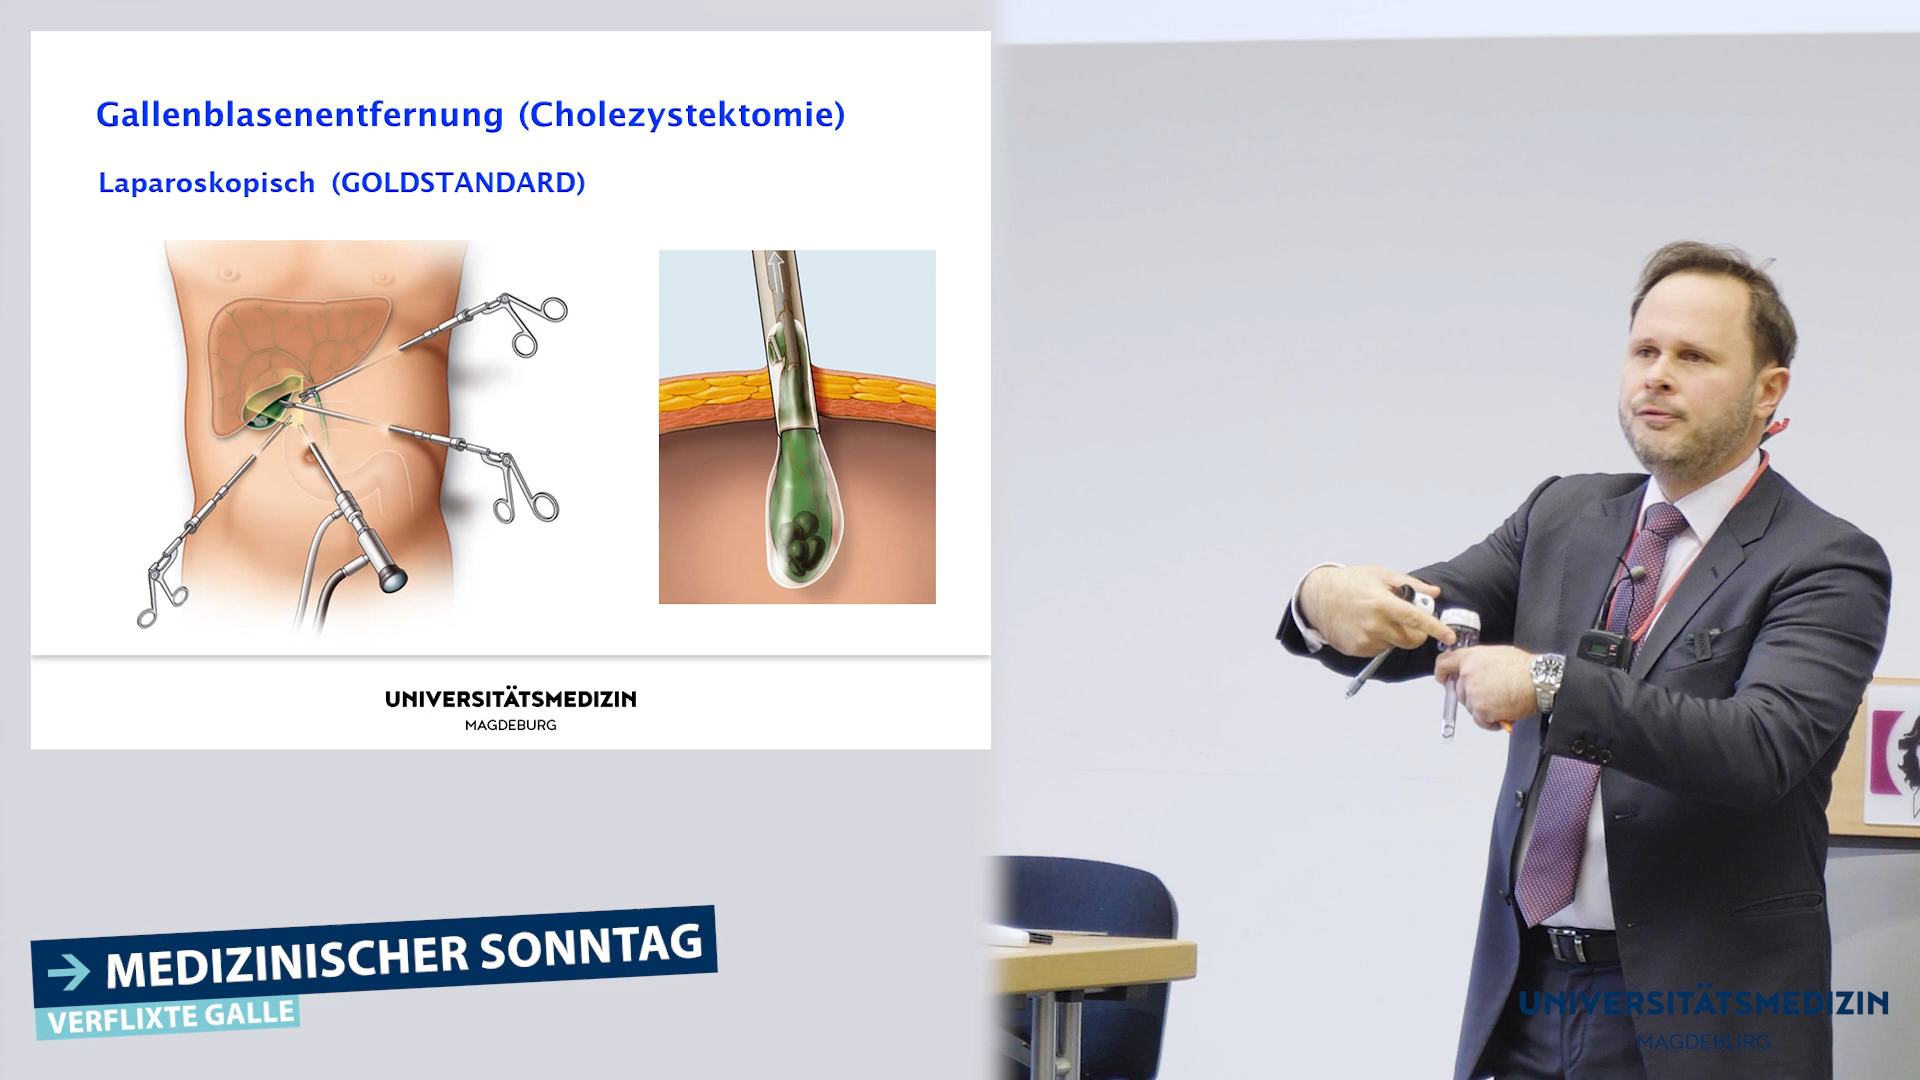 Gallenblasenentfernung (Cholezystektomie)
Laparoskopisch (GOLDSTANDARD)
UNIVERSITÄTSMEDIZIN
MAGDEBURG
→ MEDIZINISCHER SONNTAG
VERFLIXTE GALLE
UNIVERSITÄTSMEDIZIN
MAGDEBURG